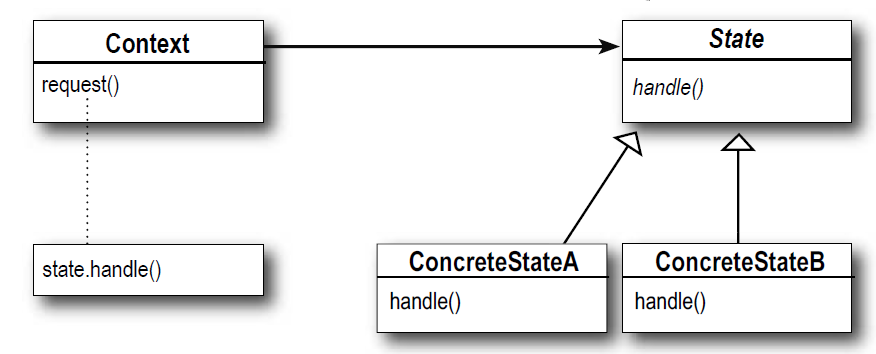 Context
request()
State
handle()
state.handle()
ConcreteStateA
handle()
ConcreteStateB
handle()